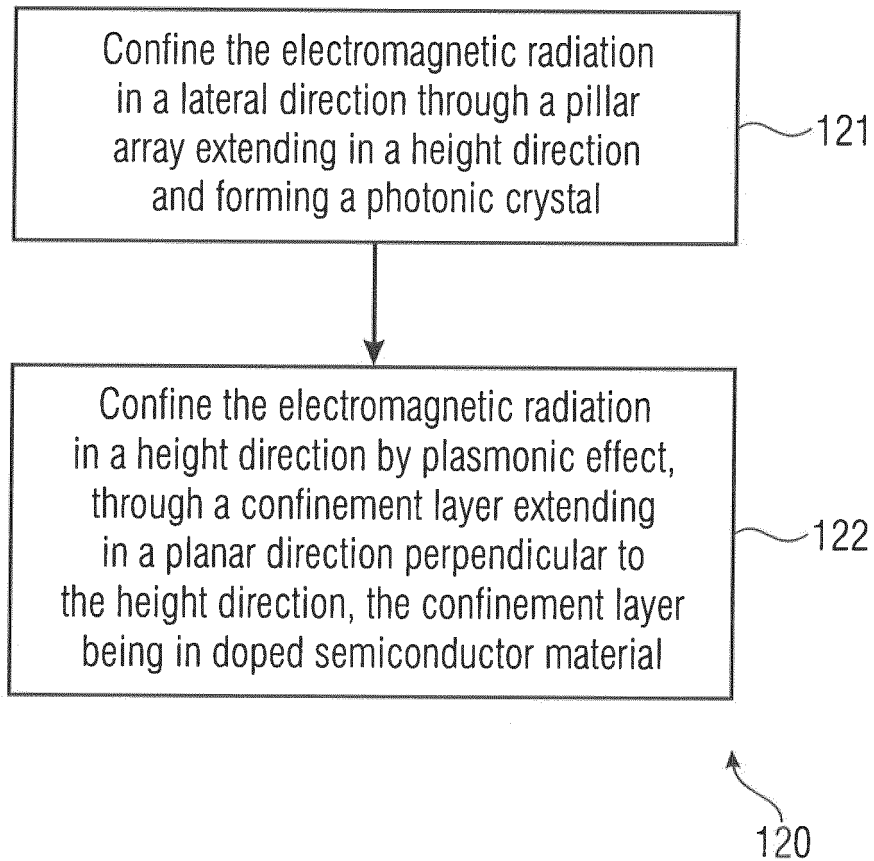 Confine the electromagnetic radiation
in a lateral direction through a pillar
array extending in a height direction
and forming a photonic crystal
121
Confine the electromagnetic radiation
in a height direction by plasmonic effect,
through a confinement layer extending
in a planar direction perpendicular to
the height direction, the confinement layer
being in doped semiconductor material
122
120